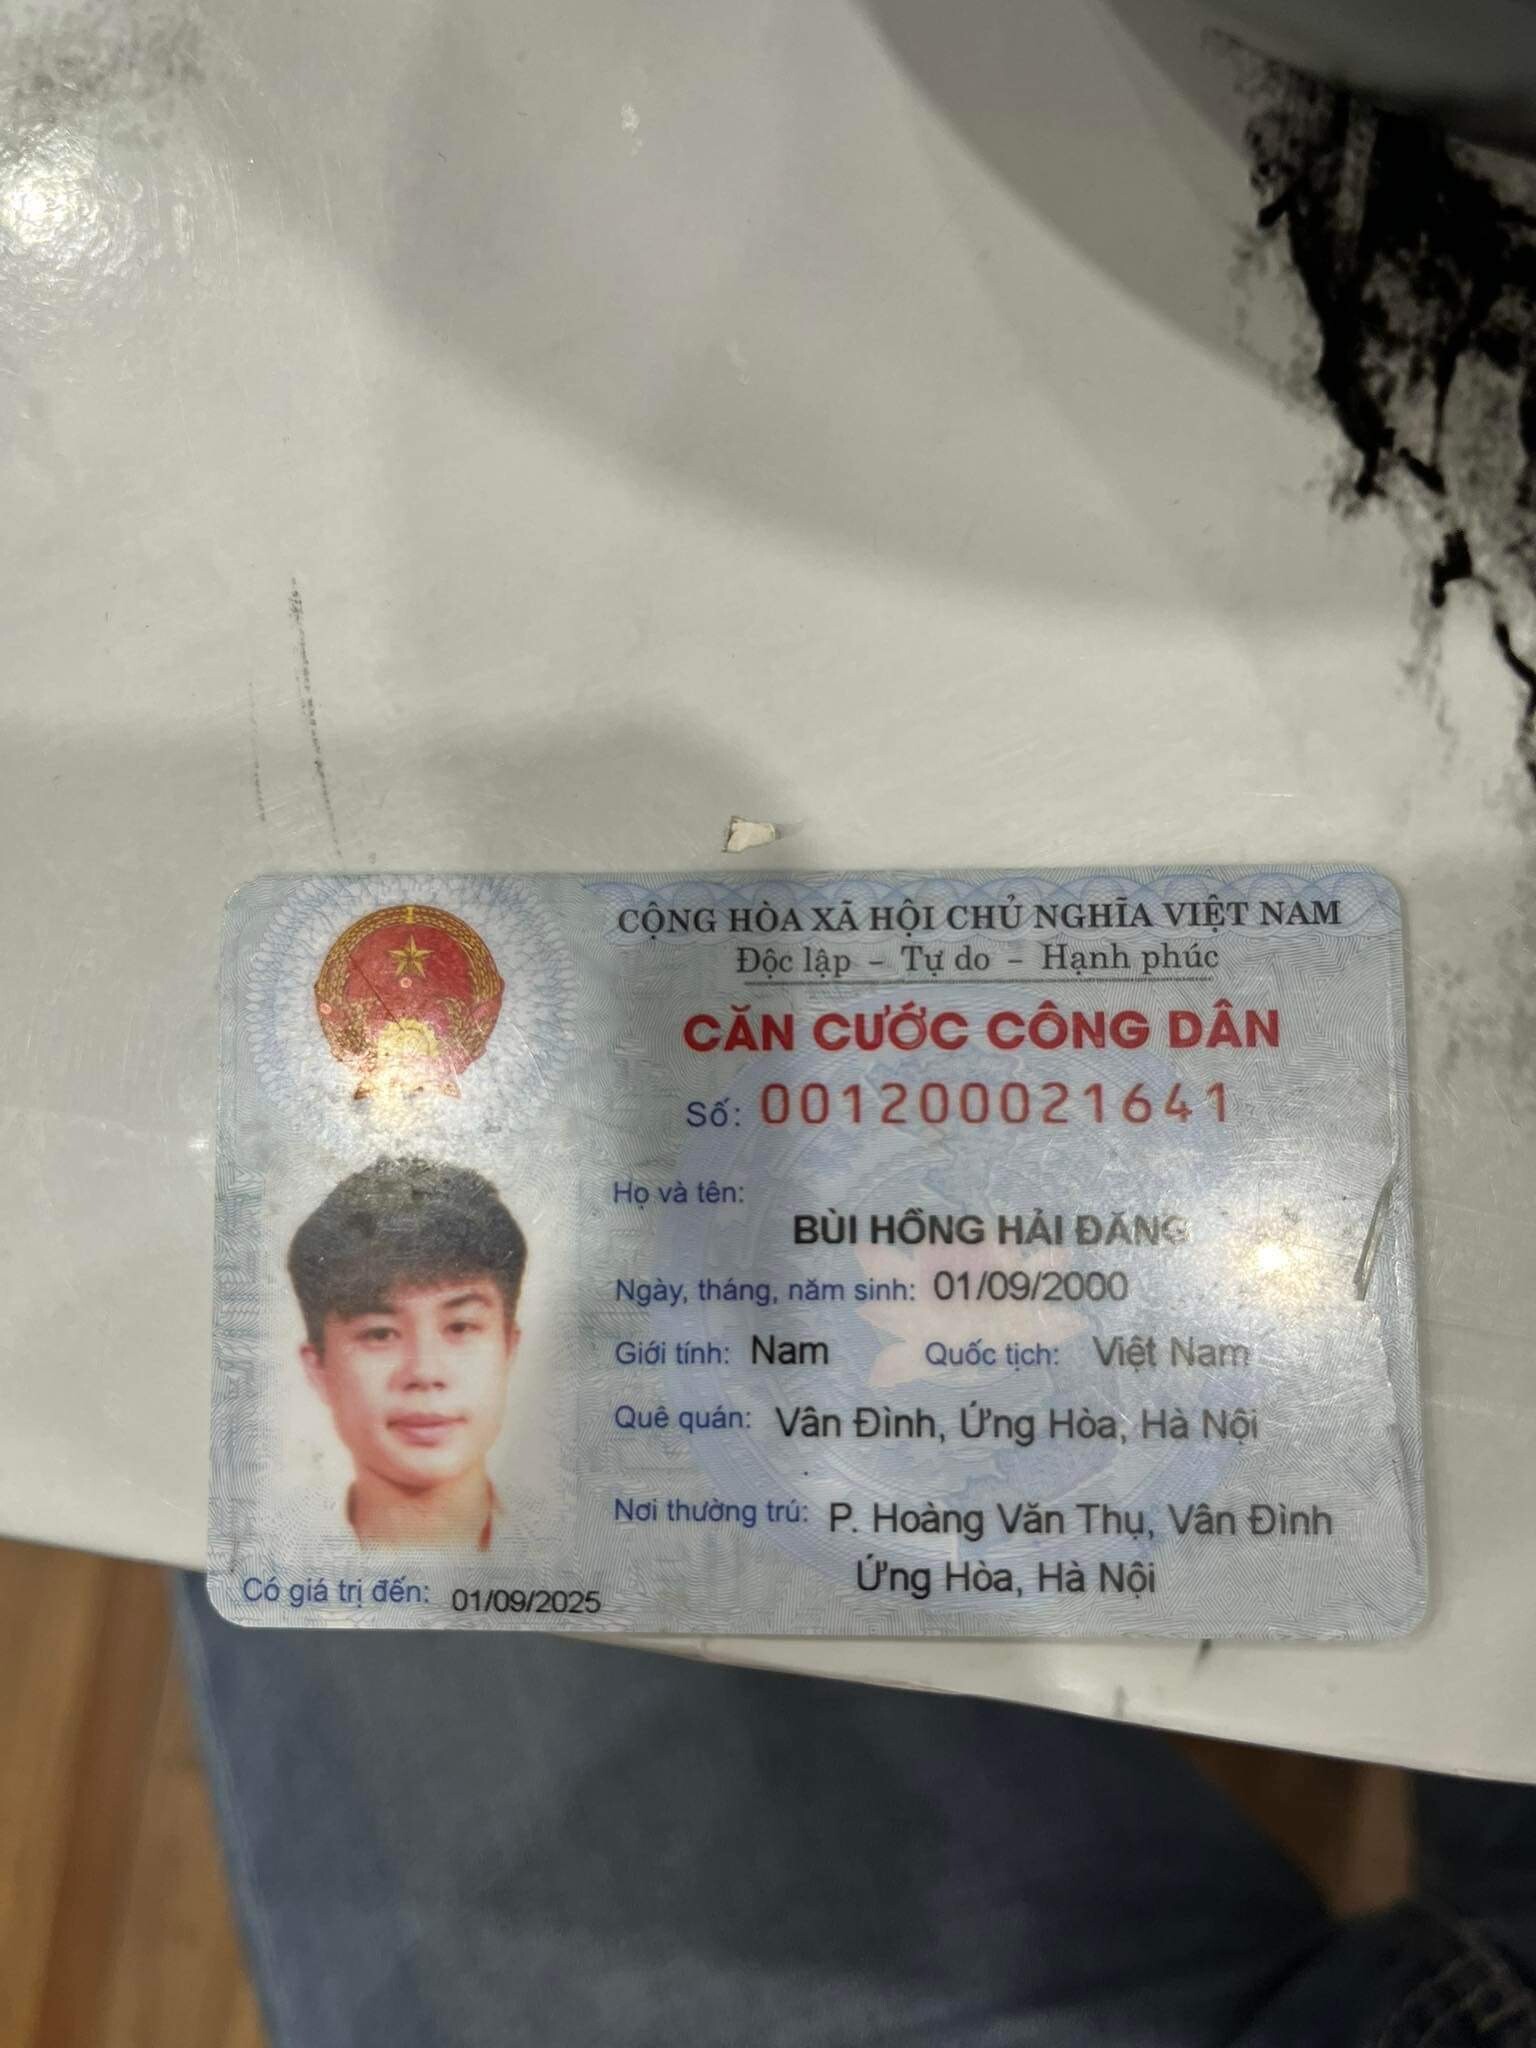 CỘNG HÒA XÃ HỘI CHỦ NGHĨA VIỆT NAM
Độc lập – Tự do – Hạnh phúc
CĂN CƯỚC CÔNG DÂN
Số: 001200021641
Họ và tên:
BÙI HỒNG HẢI ĐĂNG
Ngày, tháng, năm sinh: 01/09/2000
Giới tính: Nam Quốc tịch: Việt Nam
Quê quán: Vân Đình, Ứng Hòa, Hà Nội
Nơi thường trú: P. Hoàng Văn Thụ, Vân Đình
Ứng Hòa, Hà Nội
Có giá trị đến: 01/09/2025